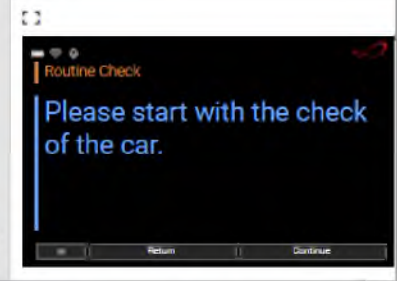 Routine Check
Please start with the check
of the car.
Return
Continue